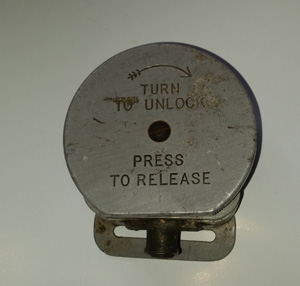 TURN
TO UNLOCK
PRESS
TO RELEASE